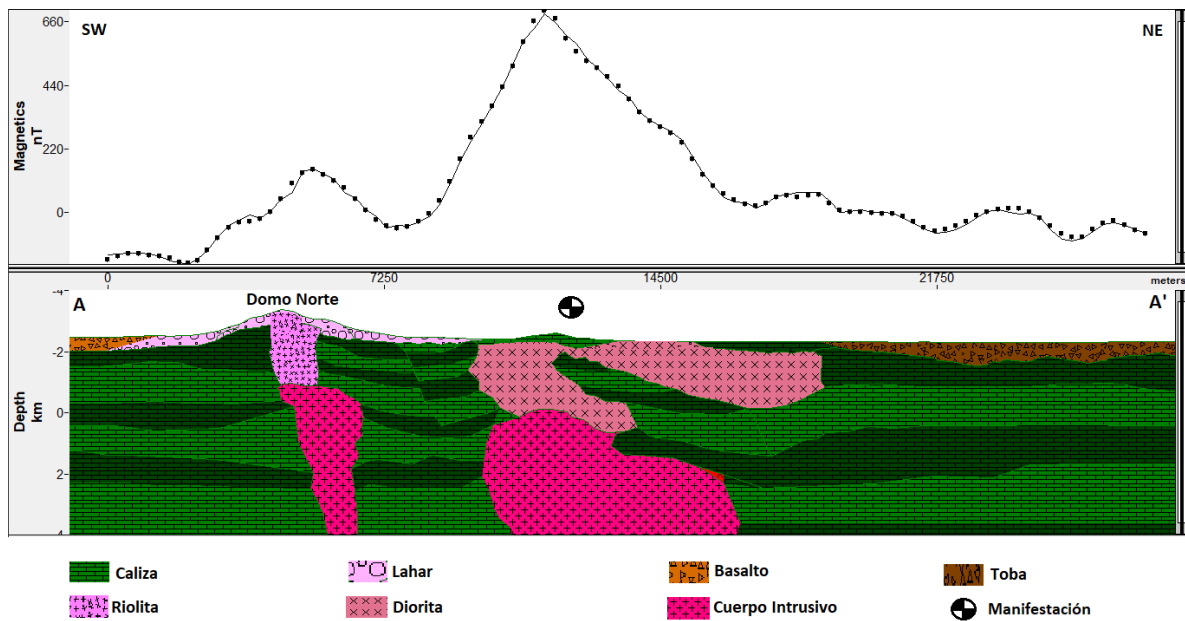 SW
NE
660
440
220
0
Magnetics
nT
0
7250
14500
21750
meters
A
Domo Norte
A'
-4
-2
0
2
4
Depth
km
Caliza
Lahar
Basalto
Toba
Riolita
Diorita
Cuerpo Intrusivo
Manifestación